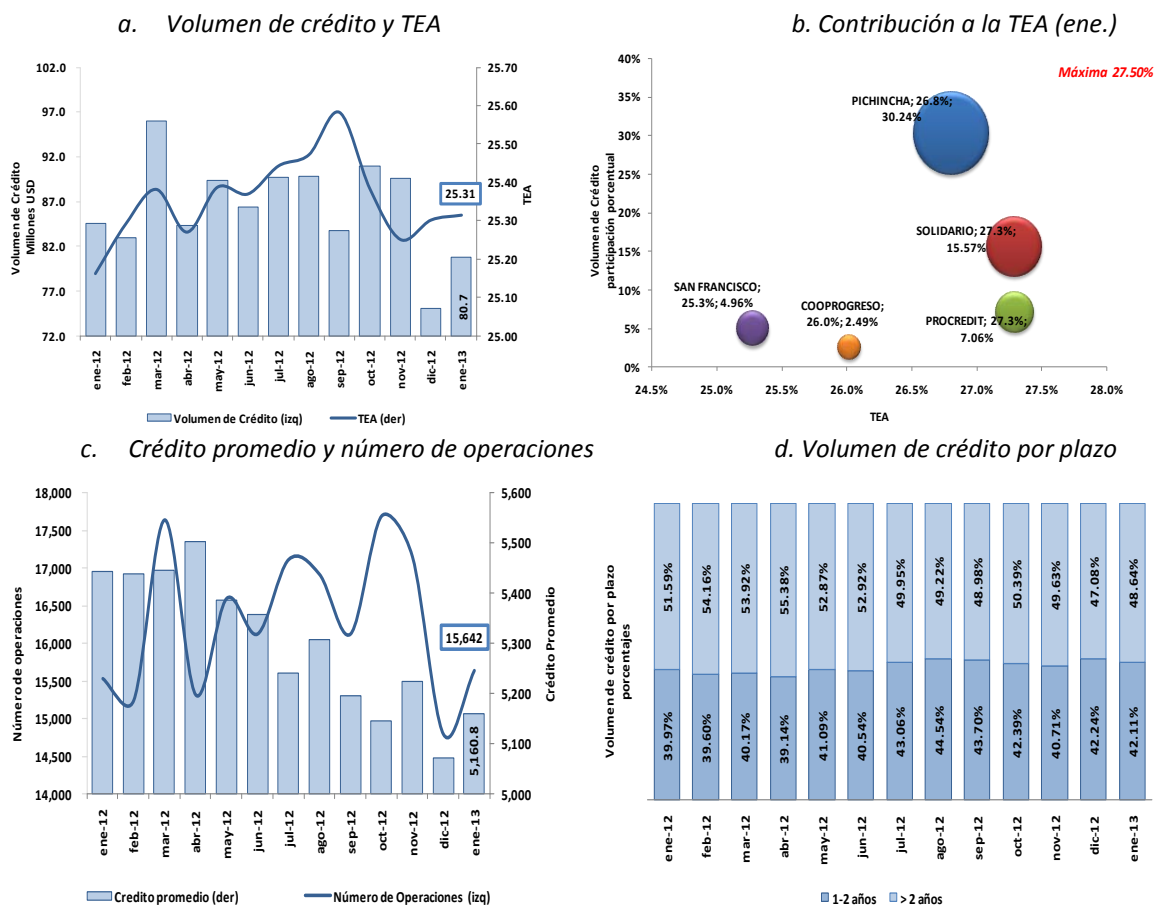 a. Volumen de crédito y TEA
102.0
97.0
92.0
87.0
82.0
77.0
72.0
Volumen de Crédito
Millones USD
25.70
25.60
25.50
25.40
25.30
25.20
25.10
25.00
TEA
25.31
80.7
ene-12
feb-12
mar-12
abr-12
may-12
jun-12
jul-12
ago-12
sep-12
oct-12
nov-12
dic-12
ene-13
Volumen de Crédito (izq)
TEA (der)
b. Contribución a la TEA (ene.)
Máxima 27.50%
40%
35%
30%
25%
20%
15%
10%
5%
0%
Volumen de Crédito
participación porcentual
PICHINCHA; 26.8%;
30.24%
SOLIDARIO; 27.3%;
15.57%
SAN FRANCISCO;
25.3%; 4.96%
COOPROGRESO;
26.0%; 2.49%
PROCREDIT; 27.3%;
7.06%
24.5%
25.0%
25.5%
26.0%
26.5%
27.0%
27.5%
28.0%
TEA
c. Crédito promedio y número de operaciones
18,000
17,500
17,000
16,500
16,000
15,500
15,000
14,500
14,000
Número de operaciones
5,600
5,500
5,400
5,300
5,200
5,100
5,000
Crédito Promedio
15,642
5,160.8
ene-12
feb-12
mar-12
abr-12
may-12
jun-12
jul-12
ago-12
sep-12
oct-12
nov-12
dic-12
ene-13
Credito promedio (der)
Número de Operaciones (izq)
d. Volumen de crédito por plazo
Volumen de crédito por plazo
porcentajes
51.59%
54.16%
53.92%
55.38%
52.87%
52.92%
49.95%
49.22%
48.98%
50.39%
49.63%
47.08%
48.64%
39.97%
39.60%
40.17%
39.14%
41.09%
40.54%
43.06%
44.54%
43.70%
42.39%
40.71%
42.24%
42.11%
ene-12
feb-12
mar-12
abr-12
may-12
jun-12
jul-12
ago-12
sep-12
oct-12
nov-12
dic-12
ene-13
1-2 años
> 2 años